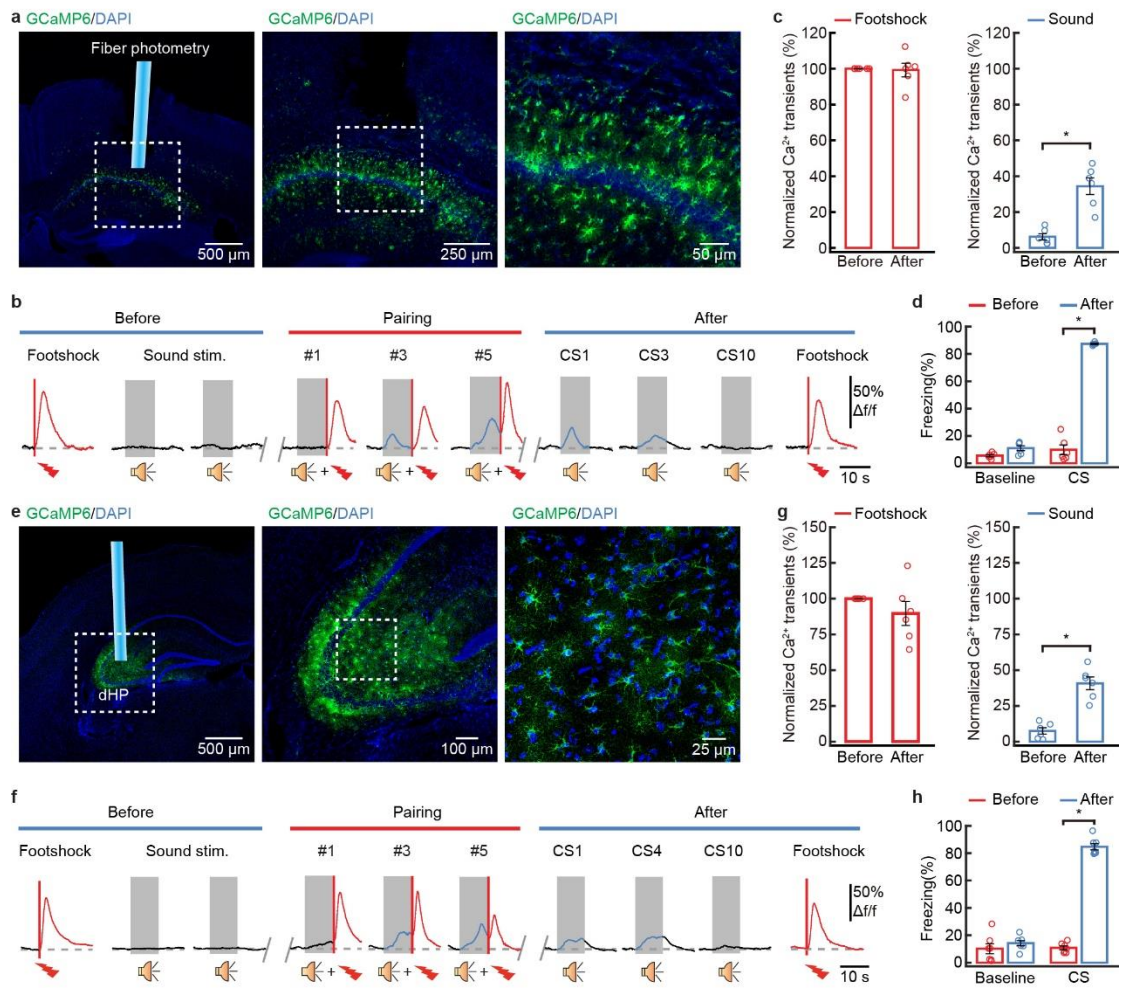 a GCaMP6/DAPI GCaMP6/DAPI GCaMP6/DAPI
Fiber photometry
500 µm 250 µm 50 µm
c Footshock Sound
Normalized Ca²⁺ transients (%)
120
100
80
60
40
20
0
Before After
Normalized Ca²⁺ transients (%)
120
100
80
60
40
20
0
*
Before After
b Before Pairing After
Footshock Sound stim. #1 #3 #5 CS1 CS3 CS10 Footshock
50%
Δf/f
+ + +
10 s
d Before After
Freezing(%)
100
80
60
40
20
0
*
Baseline CS
e GCaMP6/DAPI GCaMP6/DAPI GCaMP6/DAPI
dHP
500 µm 100 µm 25 µm
g Footshock Sound
Normalized Ca²⁺ transients (%)
150
125
100
75
50
25
0
Before After
Normalized Ca²⁺ transients (%)
150
125
100
75
50
25
0
*
Before After
f Before Pairing After
Footshock Sound stim. #1 #3 #5 CS1 CS4 CS10 Footshock
50%
Δf/f
+ + +
10 s
h Before After
Freezing(%)
100
80
60
40
20
0
*
Baseline CS